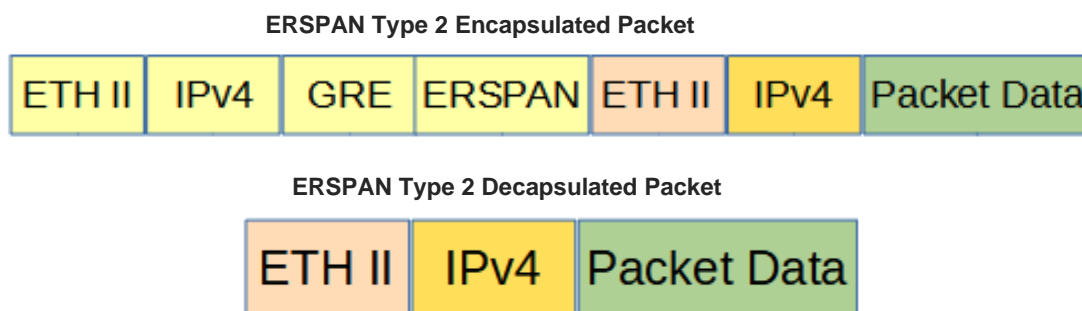 ERSPAN Type 2 Encapsulated Packet
ETH II IPv4 GRE ERSPAN ETH II IPv4 Packet Data
ERSPAN Type 2 Decapsulated Packet
ETH II IPv4 Packet Data